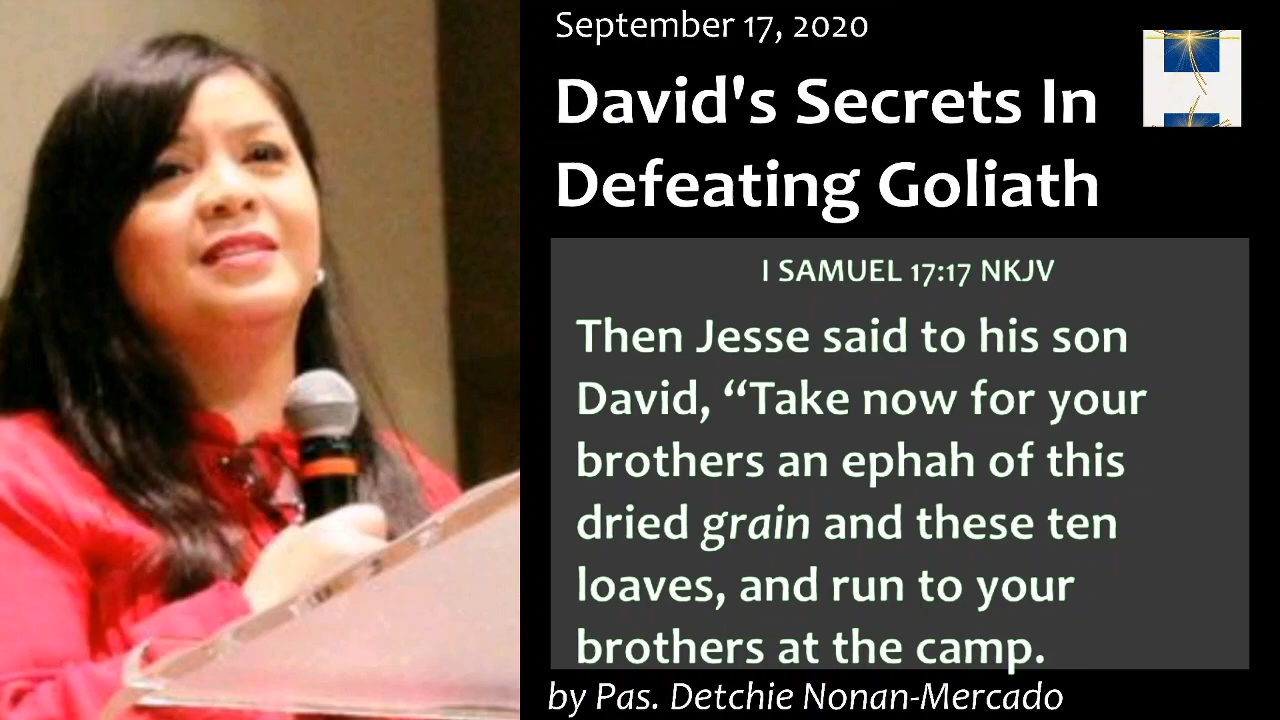 September 17, 2020
David's Secrets In
Defeating Goliath
I SAMUEL 17:17 NKJV
Then Jesse said to his son
David, “Take now for your
brothers an ephah of this
dried grain and these ten
loaves, and run to your
brothers at the camp.
by Pas. Detchie Nonan-Mercado